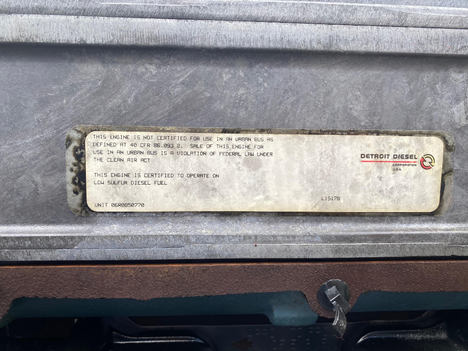 THIS ENGINE IS NOT CERTIFIED FOR USE IN AN URBAN BUS AS
DEFINED AT 40 CFR 86.093 2. SALE OF THIS ENGINE FOR
USE IN AN URBAN BUS IS A VIOLATION OF FEDERAL LAW UNDER
THE CLEAN AIR ACT
THIS ENGINE IS CERTIFIED TO OPERATE ON
LOW SULFUR DIESEL FUEL
UNIT 06R0850770
DETROIT DIESEL
CORPORATION
USA